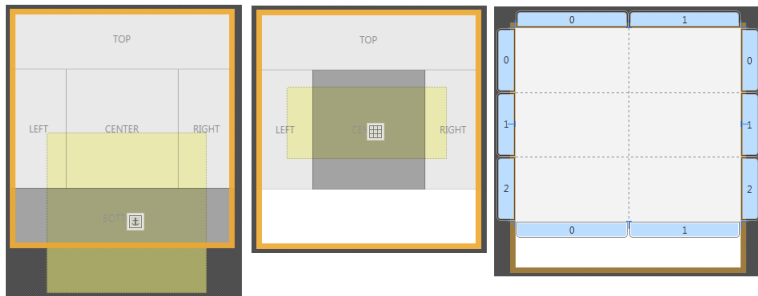 TOP
LEFT CENTER RIGHT
TOP
LEFT RIGHT
0 1
0 0
1 1
2 2
0 1